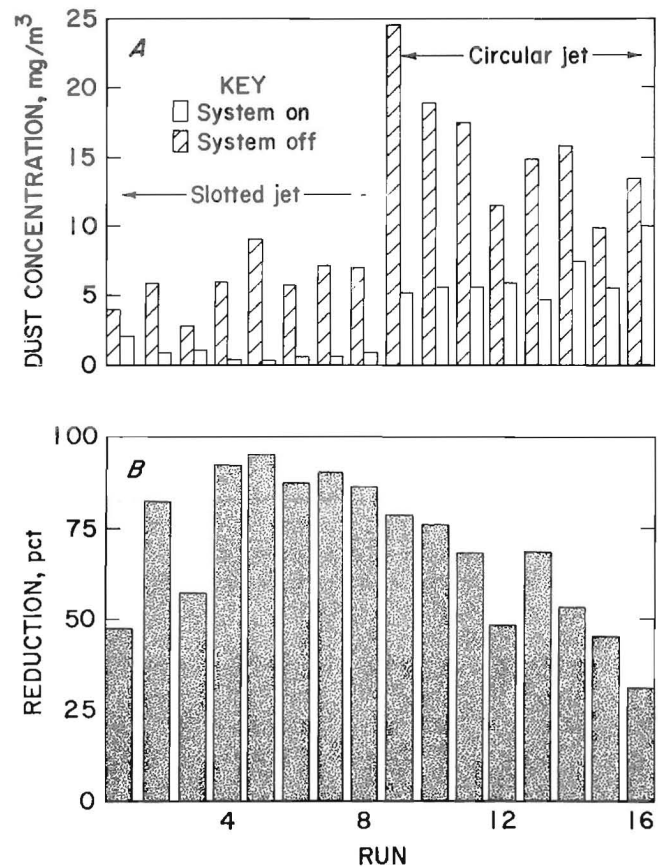 DUST CONCENTRATION, mg/m³
25
20
15
10
5
0
A
KEY
System on
System off
Slotted jet
Circular jet
REDUCTION, pct
100
75
50
25
0
B
4
8
12
16
RUN